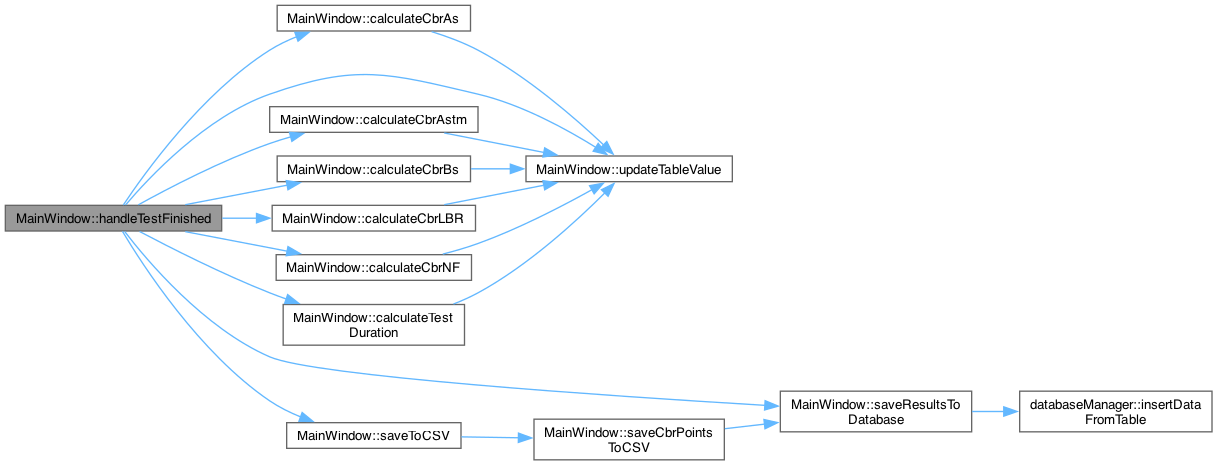 MainWindow::calculateCbrAs
MainWindow::calculateCbrAstm
MainWindow::calculateCbrBs
MainWindow::updateTableValue
MainWindow::handleTestFinished
MainWindow::calculateCbrLBR
MainWindow::calculateCbrNF
MainWindow::calculateTest
Duration
MainWindow::saveResultsTo
Database
databaseManager::insertData
FromTable
MainWindow::saveToCSV
MainWindow::saveCbrPoints
ToCSV